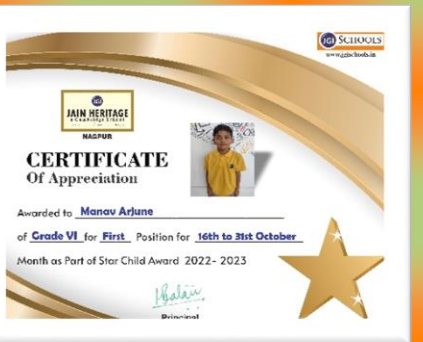 JGI SCHOOLS
www.jgischools.in
JGI
JAIN HERITAGE
a Cambridge School
NAGPUR
CERTIFICATE
Of Appreciation
Awarded to Manav Arjune
of Grade VI for First Position for 16th to 31st October
Month as Part of Star Child Award 2022- 2023
Principal